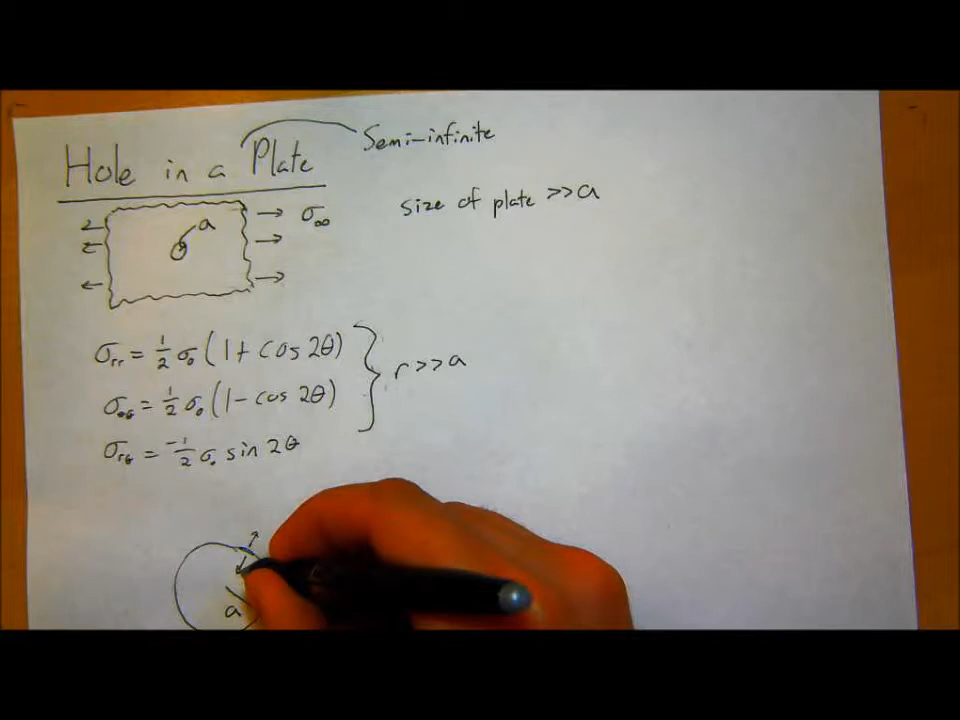 Hole in a Plate
Semi-infinite
size of plate >> a
a
σ∞
σrr = 1/2 σ₀ (1 + cos 2θ)
σθθ = 1/2 σ₀ (1 - cos 2θ)
r >> a
σrθ = -1/2 σ₀ sin 2θ
a